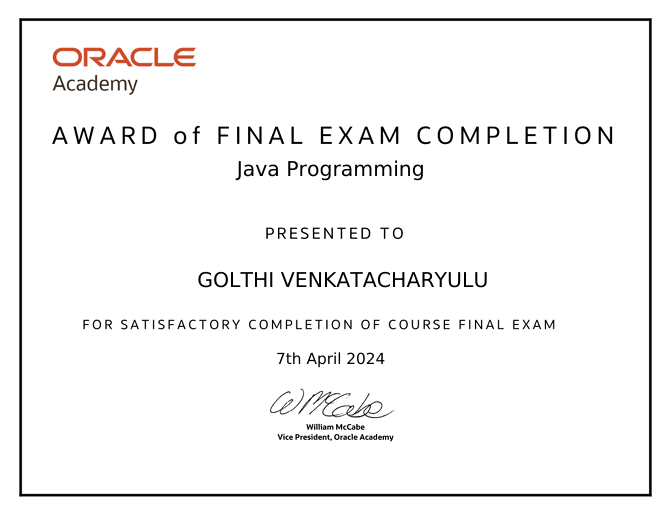 ORACLE
Academy
AWARD of FINAL EXAM COMPLETION
Java Programming
PRESENTED TO
GOLTHI VENKATACHARYULU
FOR SATISFACTORY COMPLETION OF COURSE FINAL EXAM
7th April 2024
WMcCabe
William McCabe
Vice President, Oracle Academy